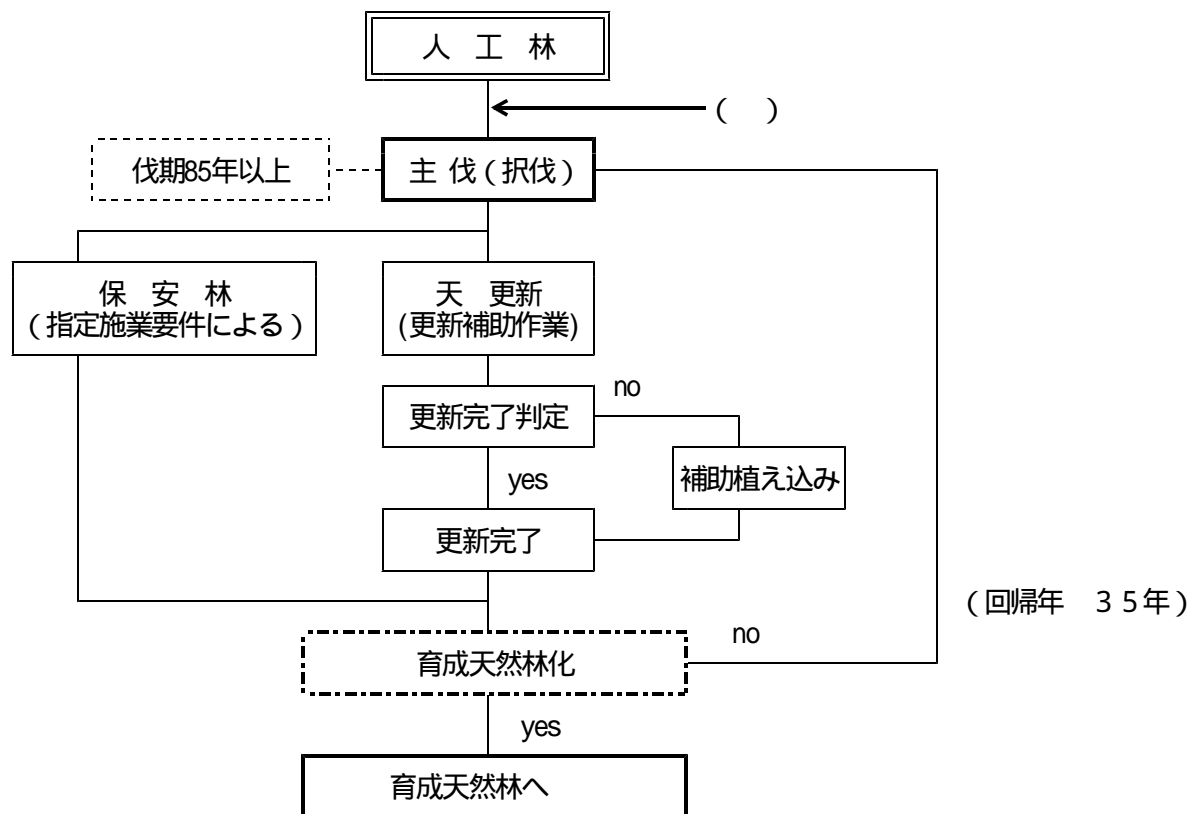 人 工 林
(　)
伐期85年以上
主 伐(択伐)
保 安 林
(指定施業要件による)
天　更新
(更新補助作業)
no
更新完了判定
yes
補助植え込み
更新完了
(回帰年　35年)
no
育成天然林化
yes
育成天然林へ